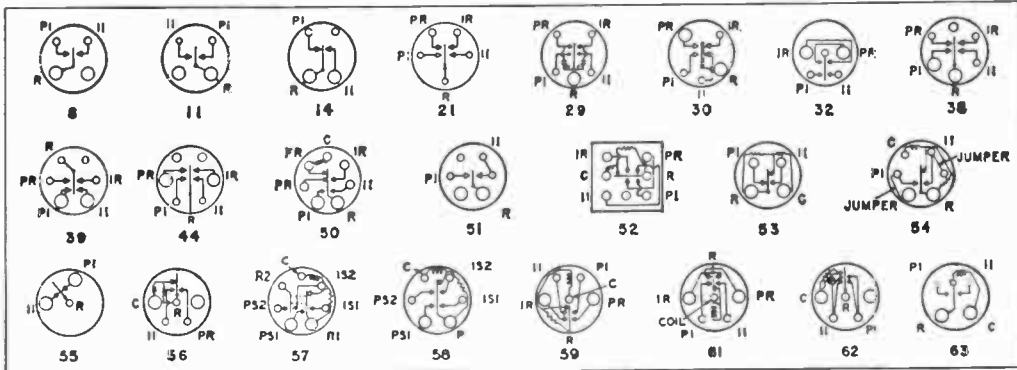 PI II II PI R PR IR PR IR PR IR IR PR PR IR
PI II
R R II R PI II R PI II R PI II R PI II
8 11 14 21 29 30 32 38
R II C PR IR II IR PR PI II C II JUMPER
PR IR PR IR PR PI C R PI
PI II PI R II PI R R II PI R G JUMPER R
39 44 50 51 52 53 54
PI C IS2 C IS2 II PI R PI II
R2 C
II R C R PS2 IS1 PS2 IS1 IR PR IR PR C R
COIL
II PR PS1 R1 PS1 P R PI II II PI R C
55 56 57 58 59 61 62 63